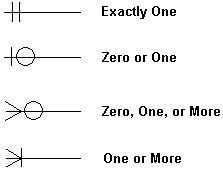 Exactly One
Zero or One
Zero, One, or More
One or More